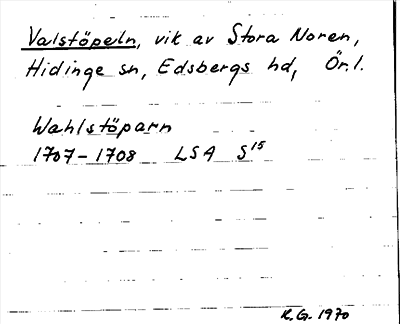 Valstöpeln, vik av Stora Noren,
Hidinge sn, Edsbergs hd, Ör.l.
Wahlstöparn
1707-1708 LSA S15
R.G. 1970